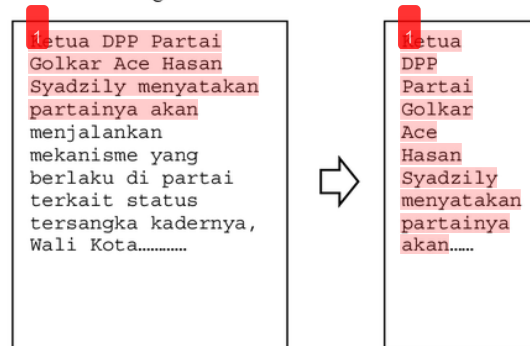 1
Ketua DPP Partai
Golkar Ace Hasan
Syadzily menyatakan
partainya akan
menjalankan
mekanisme yang
berlaku di partai
terkait status
tersangka kadernya,
Wali Kota…………
1
Ketua
DPP
Partai
Golkar
Ace
Hasan
Syadzily
menyatakan
partainya
akan……